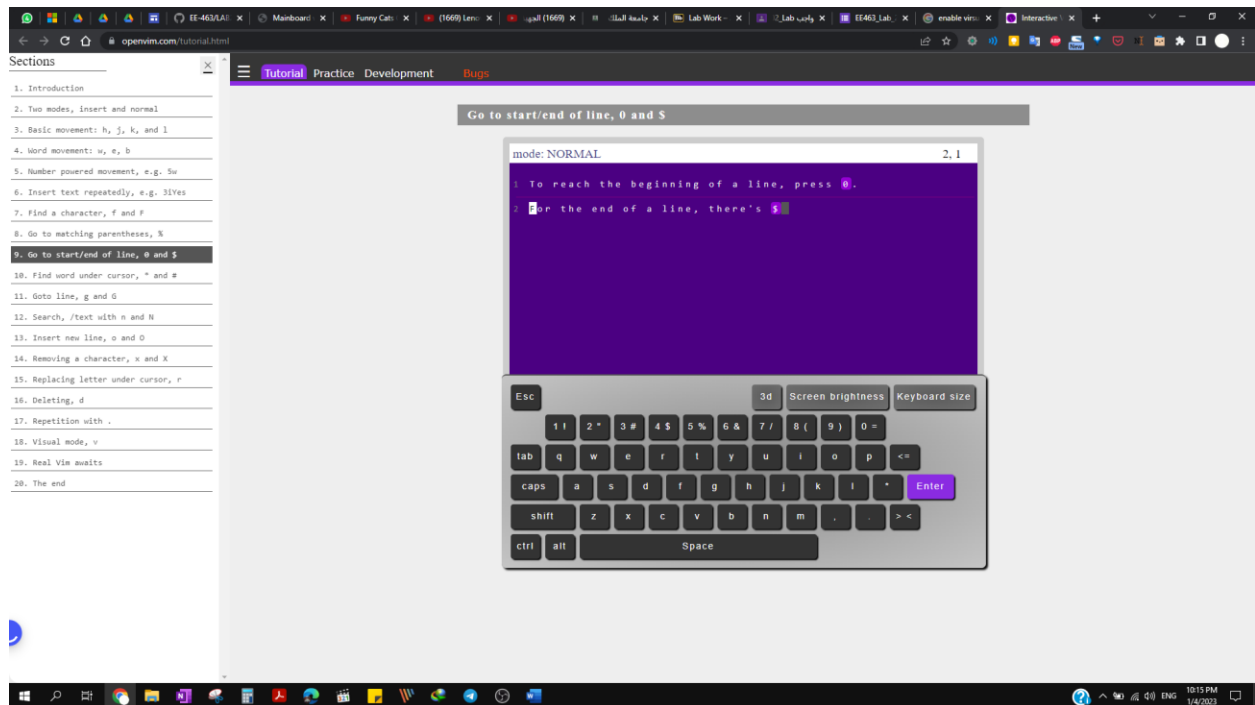 EE-463/LAB
Mainboard
Funny Cats
(1669) Leno
(1669) الجهد
جامعة الملك
Lab Work –
واجب Lab_2
EE463_Lab_
enable virtu
Interactive \
openvim.com/tutorial.html
Sections
×
1. Introduction
2. Two modes, insert and normal
3. Basic movement: h, j, k, and l
4. Word movement: w, e, b
5. Number powered movement, e.g. 5w
6. Insert text repeatedly, e.g. 3iYes
7. Find a character, f and F
8. Go to matching parentheses, %
9. Go to start/end of line, 0 and $
10. Find word under cursor, * and #
11. Goto line, g and G
12. Search, /text with n and N
13. Insert new line, o and O
14. Removing a character, x and X
15. Replacing letter under cursor, r
16. Deleting, d
17. Repetition with .
18. Visual mode, v
19. Real Vim awaits
20. The end
Tutorial Practice Development Bugs
Go to start/end of line, 0 and $
mode: NORMAL 2, 1
1 To reach the beginning of a line, press 0.
2 For the end of a line, there's $
Esc 3d Screen brightness Keyboard size
1 ! 2 " 3 # 4 $ 5 % 6 & 7 / 8 ( 9 ) 0 =
tab q w e r t y u i o p <=
caps a s d f g h j k l * Enter
shift z x c v b n m , . > <
ctrl alt Space
ENG
10:15 PM
1/4/2023